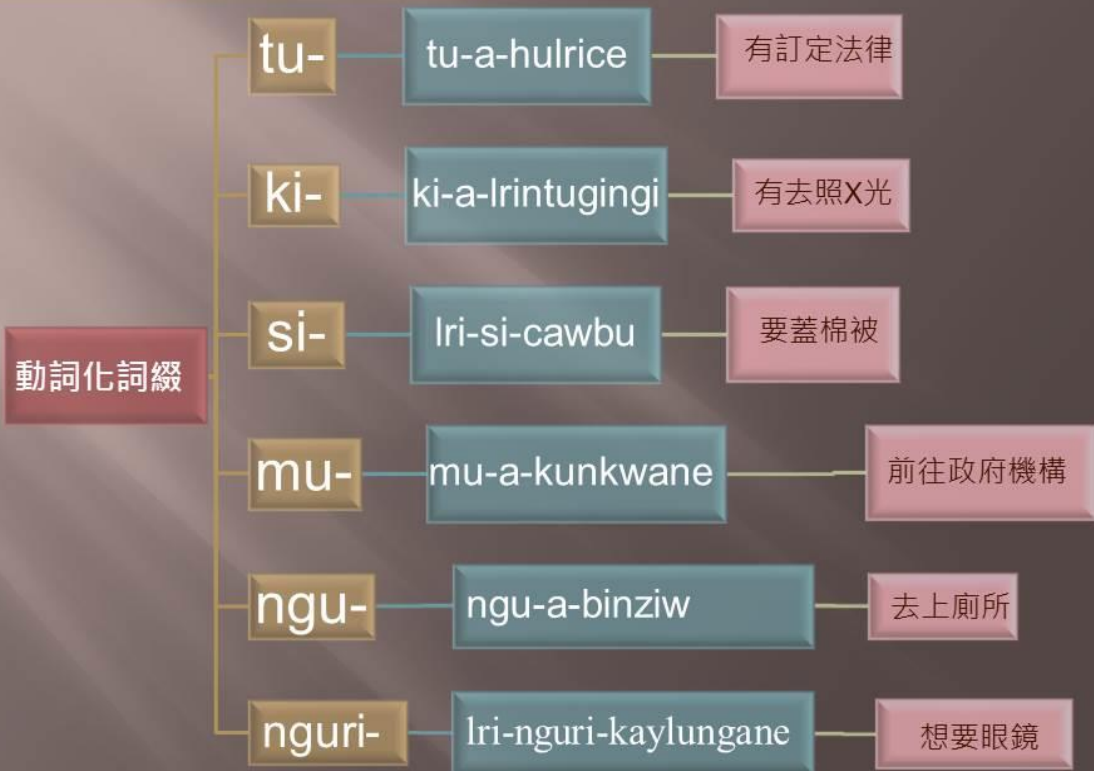 動詞化詞綴
tu- tu-a-hulrice 有訂定法律
ki- ki-a-lrintugingi 有去照X光
si- lri-si-cawbu 要蓋棉被
mu- mu-a-kunkwane 前往政府機構
ngu- ngu-a-binziw 去上廁所
nguri- lri-nguri-kaylungane 想要眼鏡